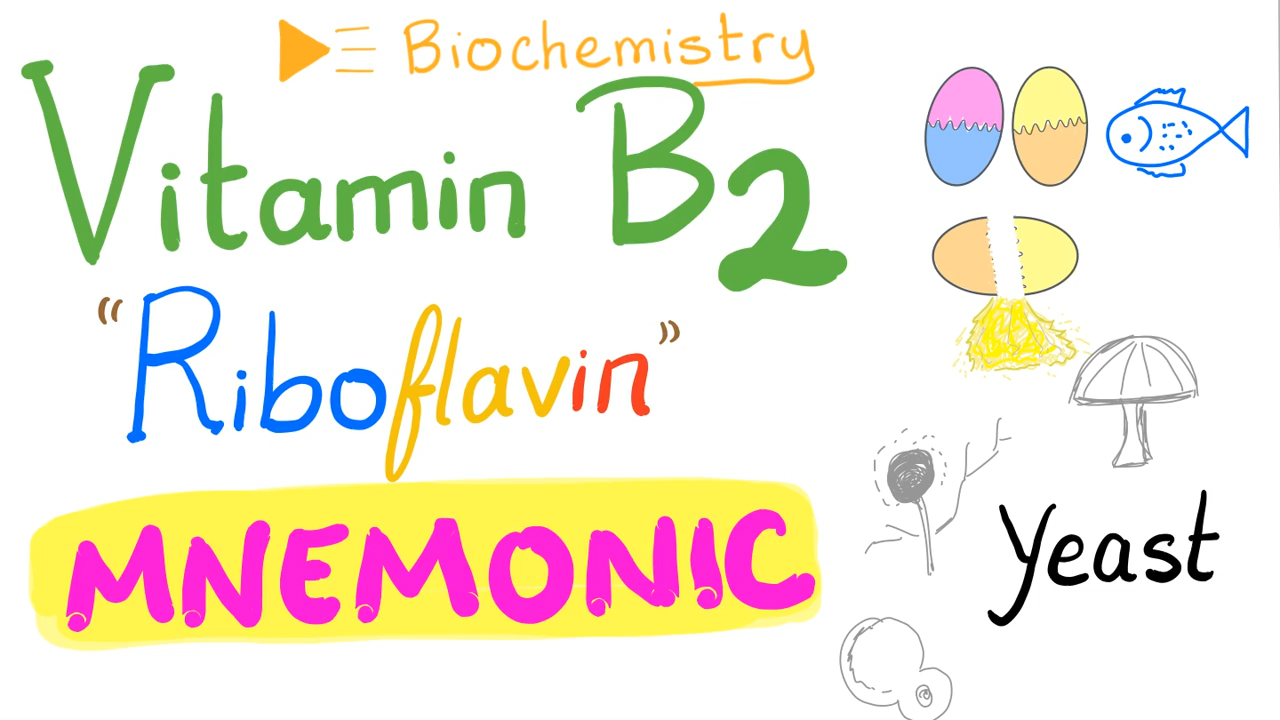 Biochemistry
Vitamin B2
"Riboflavin"
MNEMONIC
Yeast